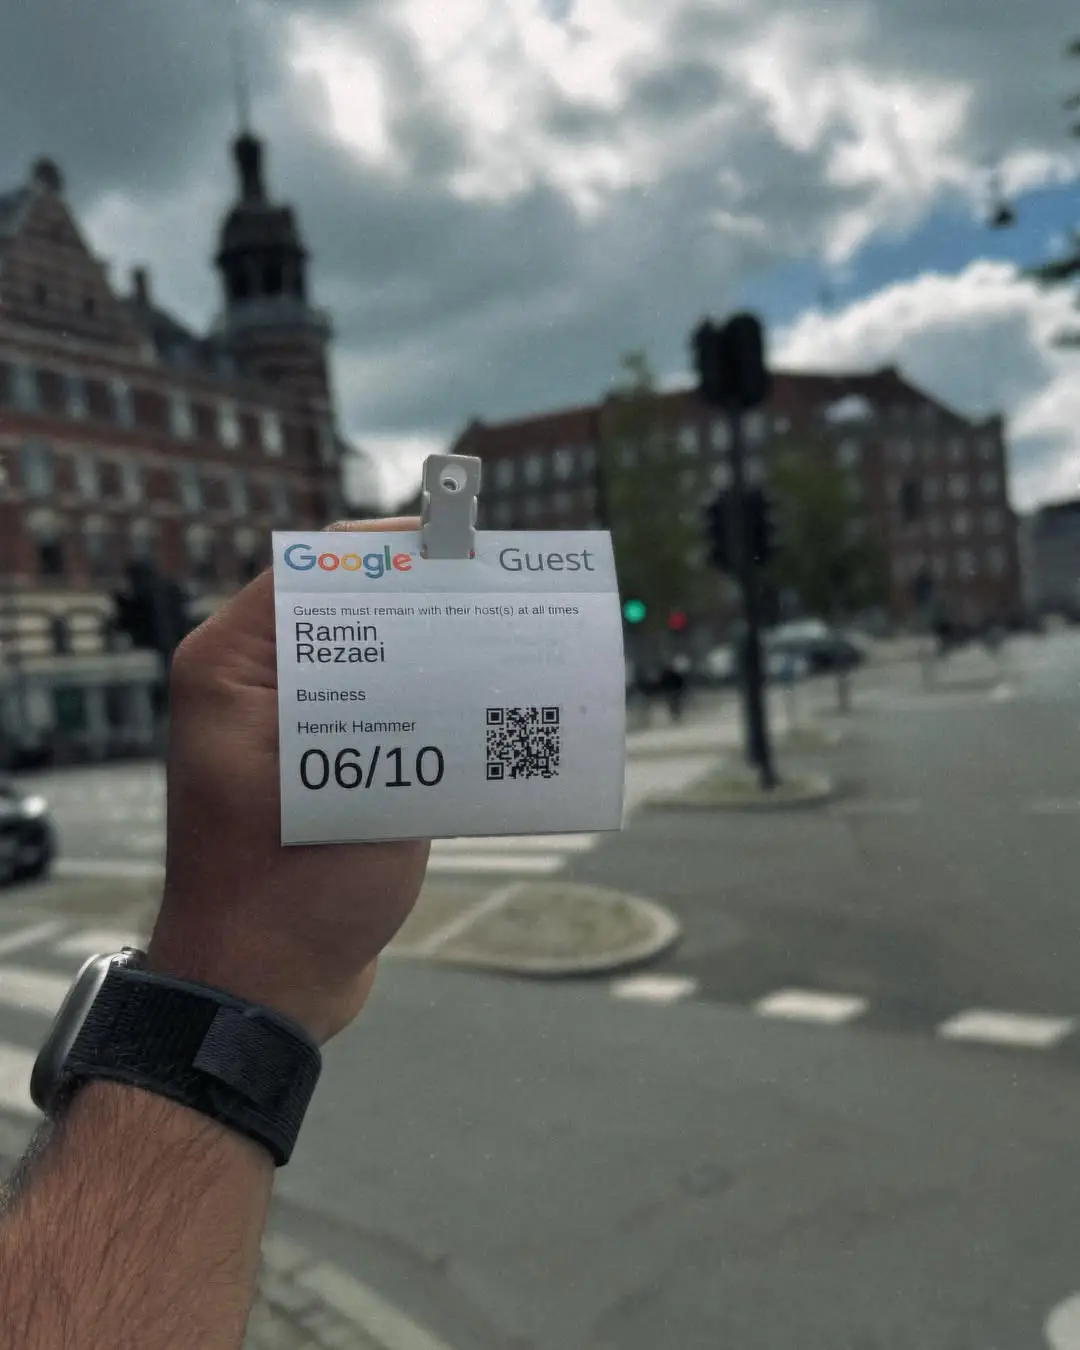 Google Guest
Guests must remain with their host(s) at all times
Ramin
Rezaei
Business
Henrik Hammer
06/10